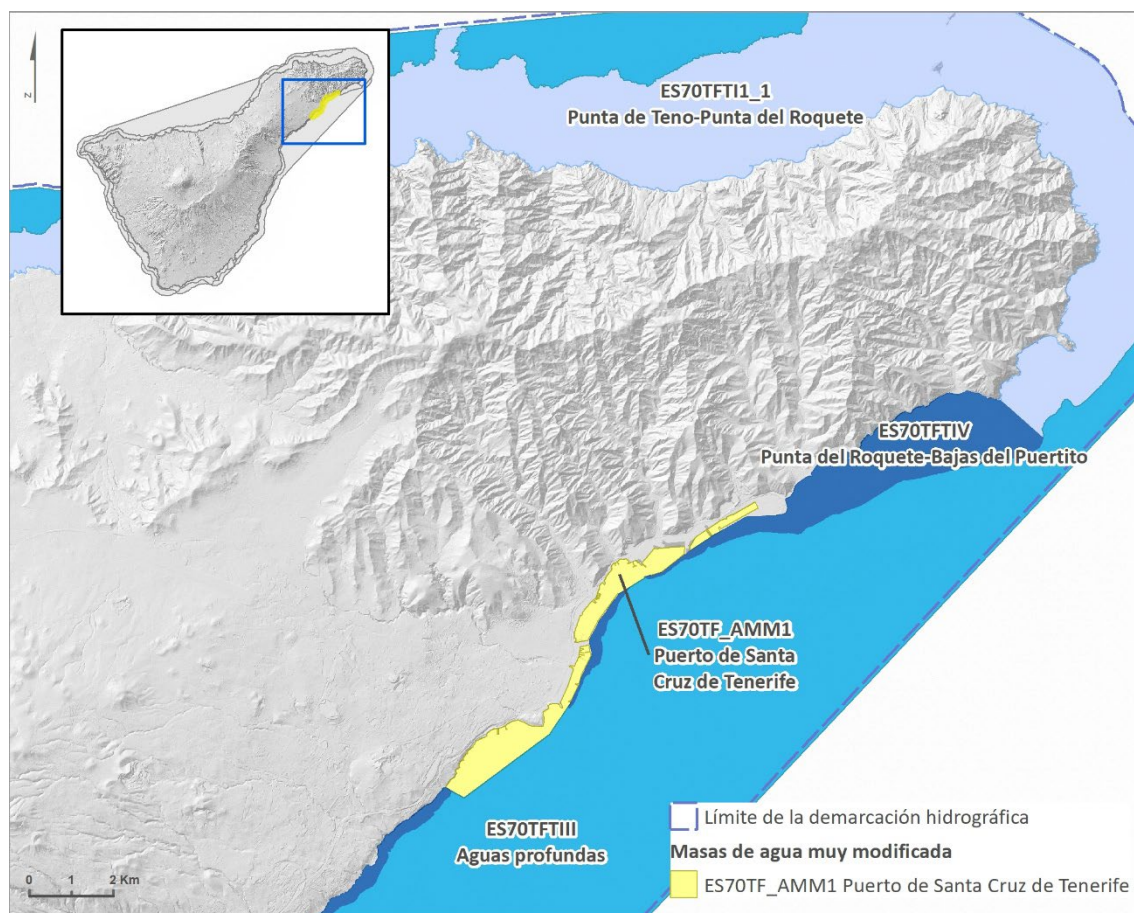 ES70TFTI1_1
Punta de Teno-Punta del Roquete
z
ES70TFTIV
Punta del Roquete-Bajas del Puertito
ES70TF_AMM1
Puerto de Santa
Cruz de Tenerife
ES70TFTIII
Aguas profundas
Límite de la demarcación hidrográfica
Masas de agua muy modificada
ES70TF_AMM1 Puerto de Santa Cruz de Tenerife
0 1 2 Km